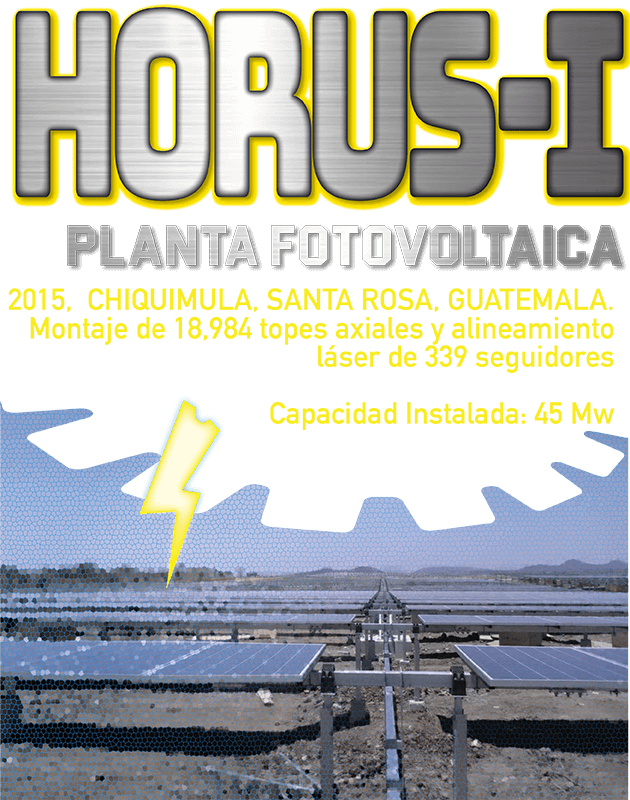 HORUS-I
PLANTA FOTOVOLTAICA
2015, CHIQUIMULA, SANTA ROSA, GUATEMALA.
Montaje de 18,984 topes axiales y alineamiento
láser de 339 seguidores
Capacidad Instalada: 45 Mw